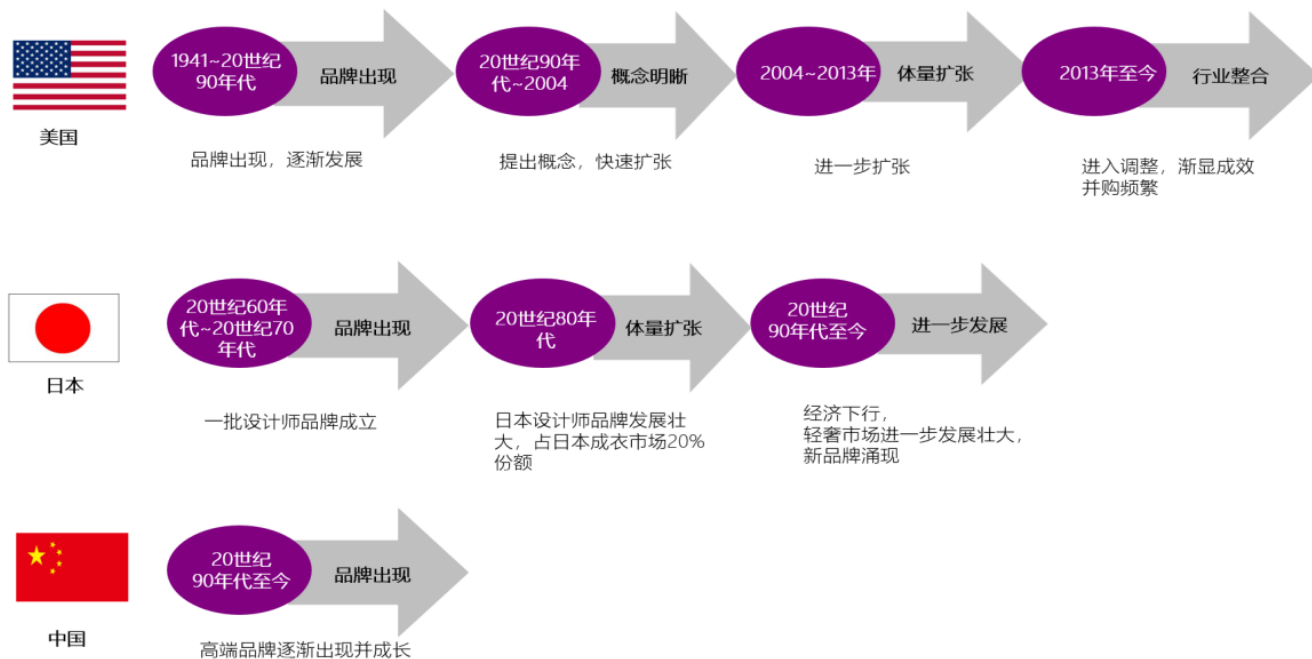 1941~20世纪
90年代
品牌出现
20世纪90年
代~2004
概念明晰
2004~2013年
体量扩张
2013年至今
行业整合
美国
品牌出现，逐渐发展
提出概念，快速扩张
进一步扩张
进入调整，渐显成效
并购频繁
20世纪60年
代~20世纪70
年代
品牌出现
20世纪80年
代
体量扩张
20世纪
90年代至今
进一步发展
日本
一批设计师品牌成立
日本设计师品牌发展壮
大，占日本成衣市场20%
份额
经济下行，
轻奢市场进一步发展壮大，
新品牌涌现
20世纪
90年代至今
品牌出现
中国
高端品牌逐渐出现并成长